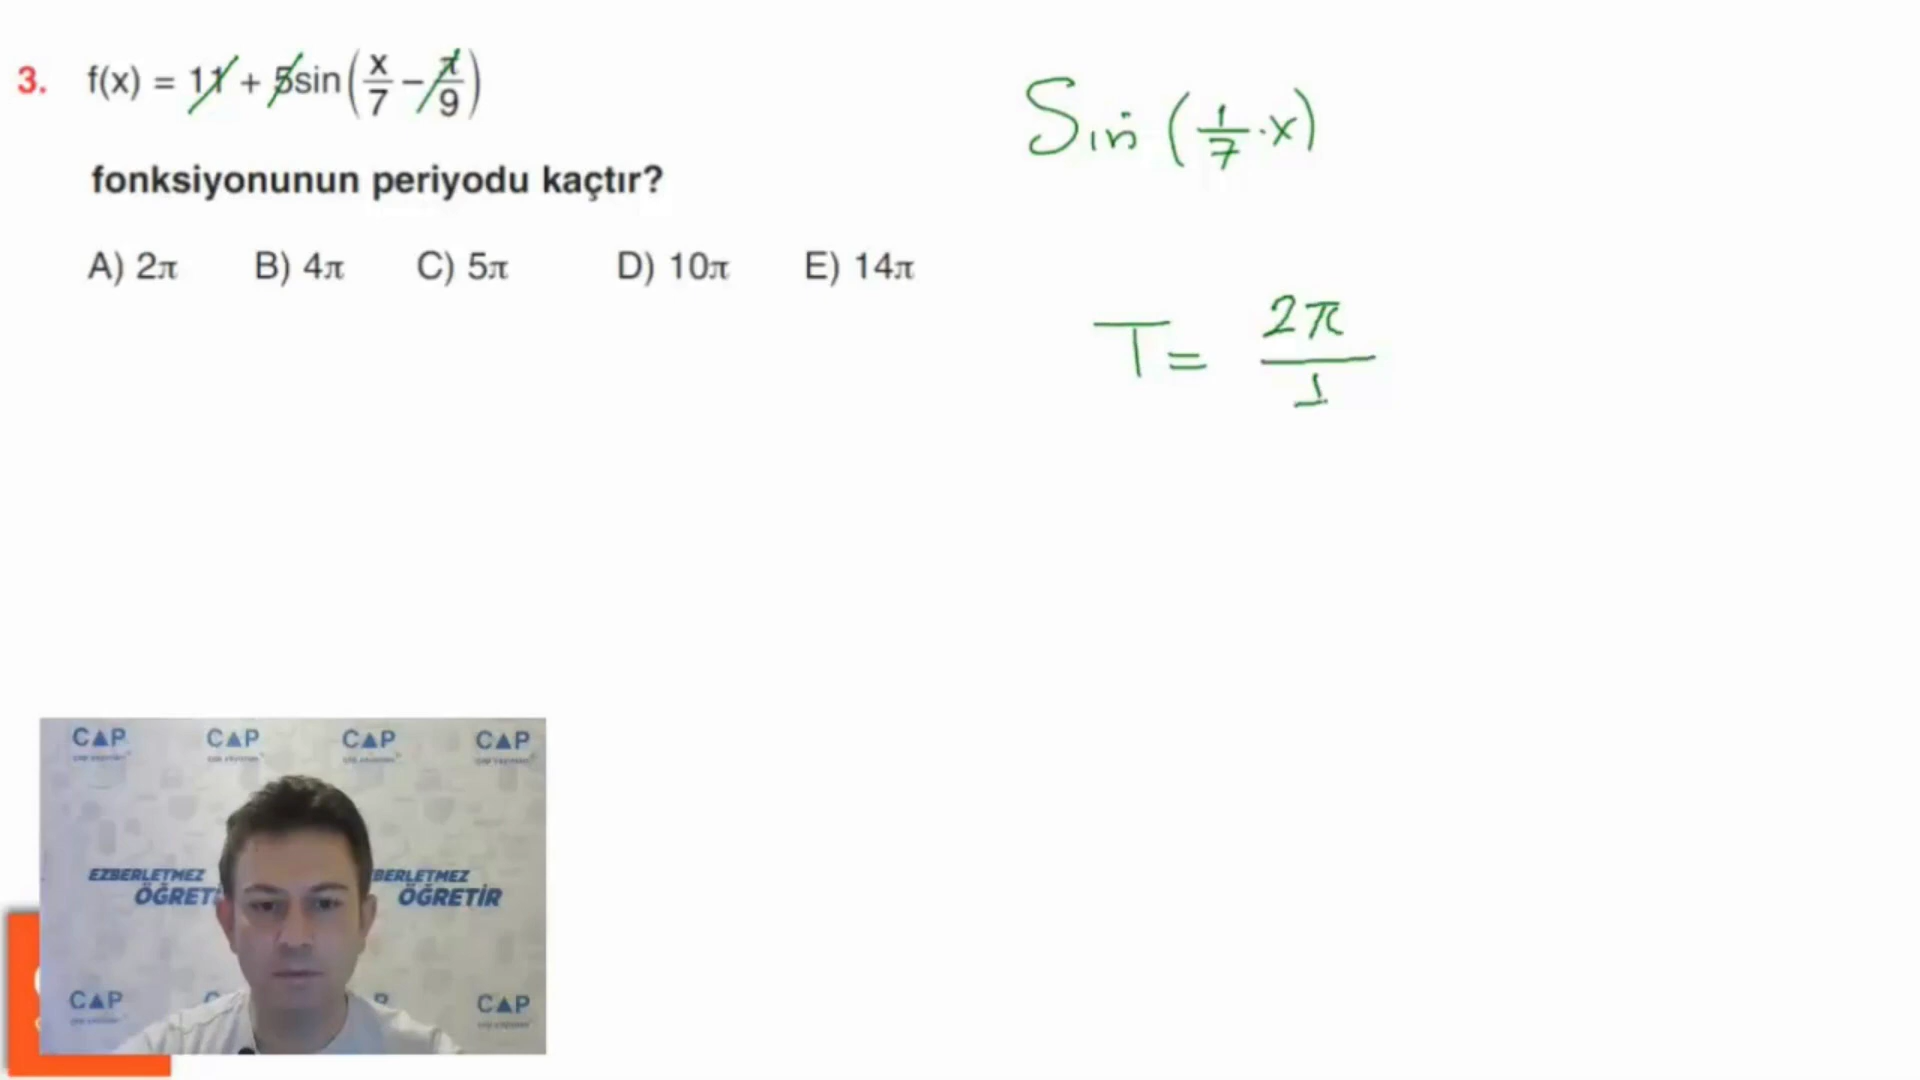 3. f(x) = 11 + 5sin(x/7 − π/9)
fonksiyonunun periyodu kaçtır?
A) 2π B) 4π C) 5π D) 10π E) 14π
Sin (1/7 · x)
T = 2π/1
CAP CAP CAP CAP
EZBERLETMEZ BERLETMEZ
ÖĞRET ÖĞRETİR
CAP CAP